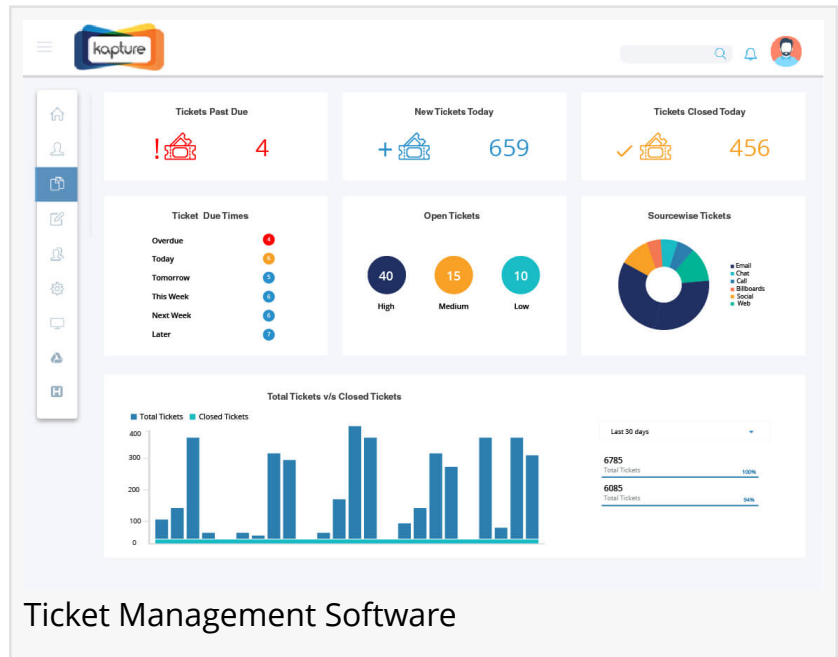 kapture
Tickets Past Due
! 4
New Tickets Today
+ 659
Tickets Closed Today
456
Ticket Due Times
Overdue 4
Today 6
Tomorrow 5
This Week 6
Next Week 6
Later 7
Open Tickets
40 15 10
High Medium Low
Sourcewise Tickets
Email
Chat
Call
Billboards
Social
Web
Total Tickets v/s Closed Tickets
Total Tickets Closed Tickets
400
300
200
100
0
Last 30 days
6785
Total Tickets 100%
6085
Total Tickets 94%
H
Ticket Management Software